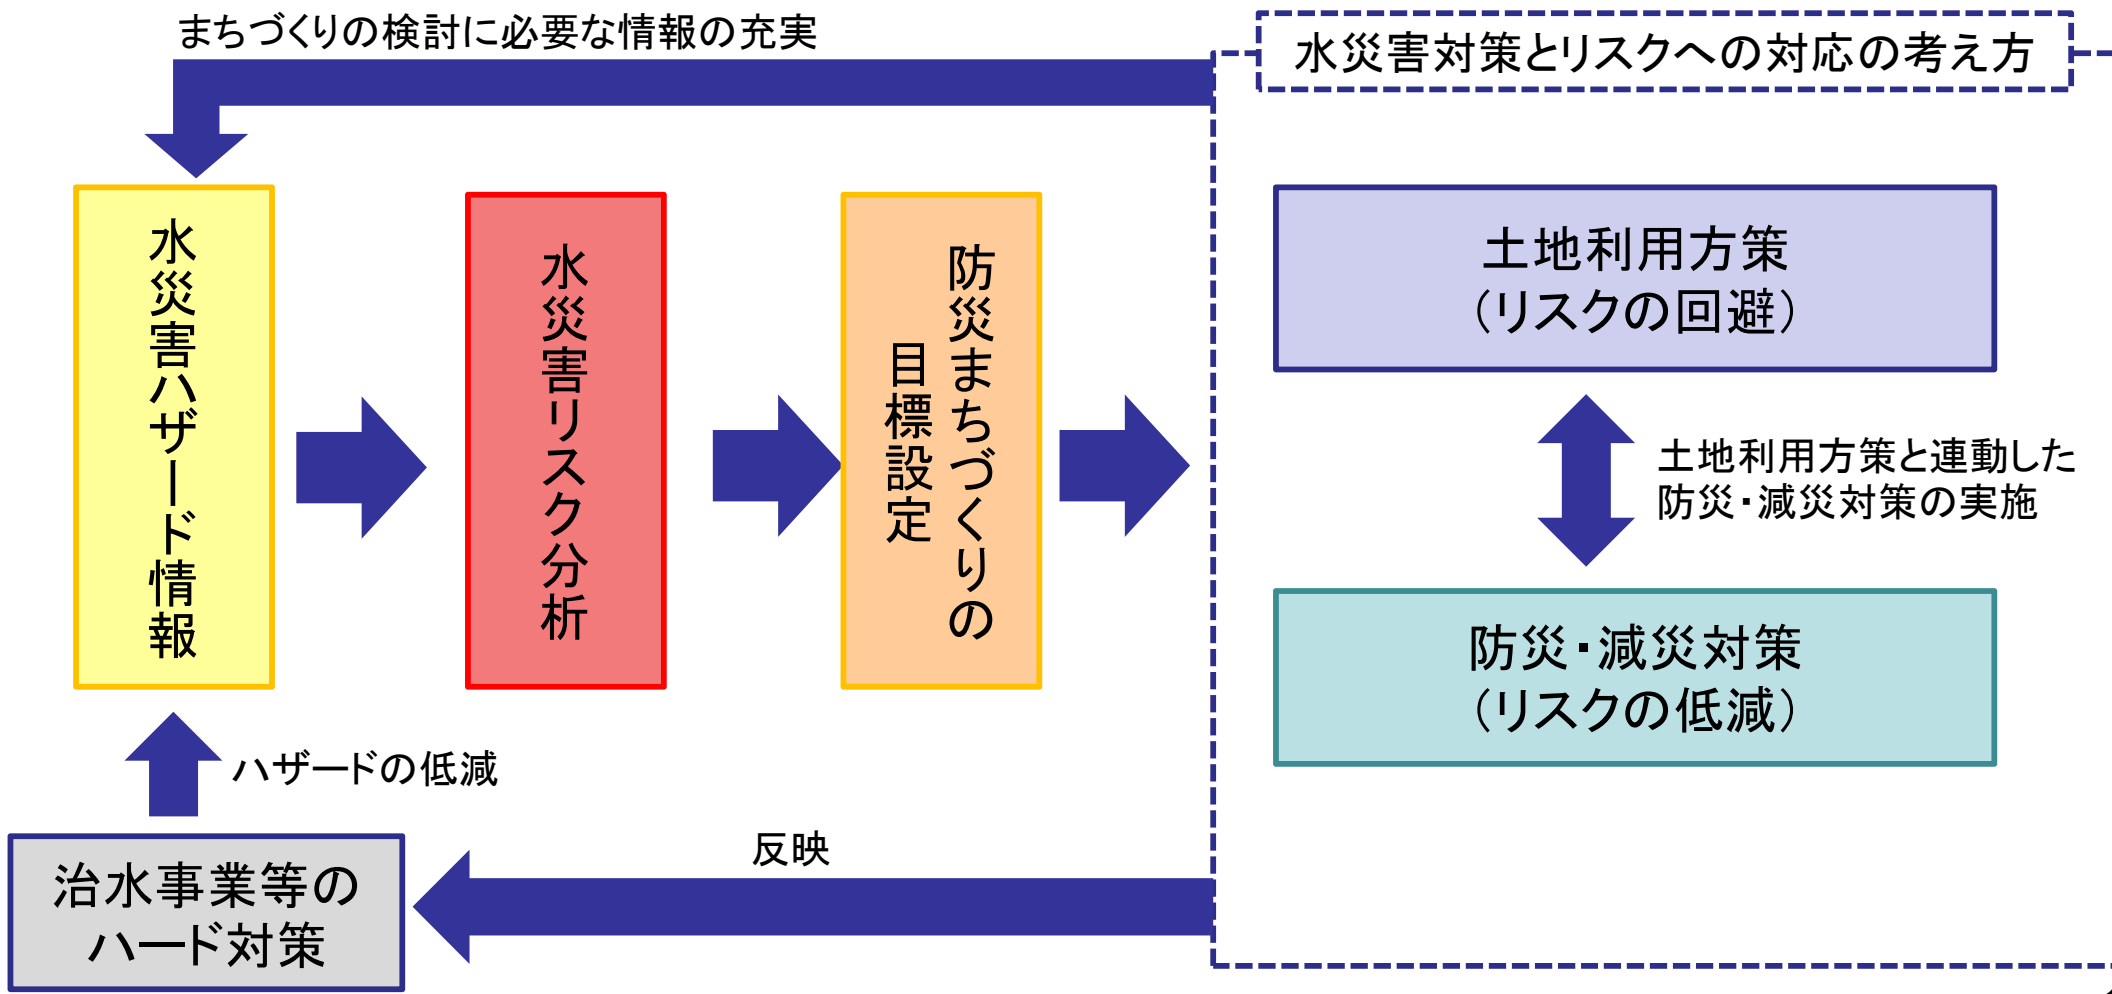 まちづくりの検討に必要な情報の充実
水災害対策とリスクへの対応の考え方
水災害ハザード情報
水災害リスク分析
防災まちづくりの
目標設定
土地利用方策
（リスクの回避）
土地利用方策と連動した
防災・減災対策の実施
防災・減災対策
（リスクの低減）
ハザードの低減
反映
治水事業等の
ハード対策